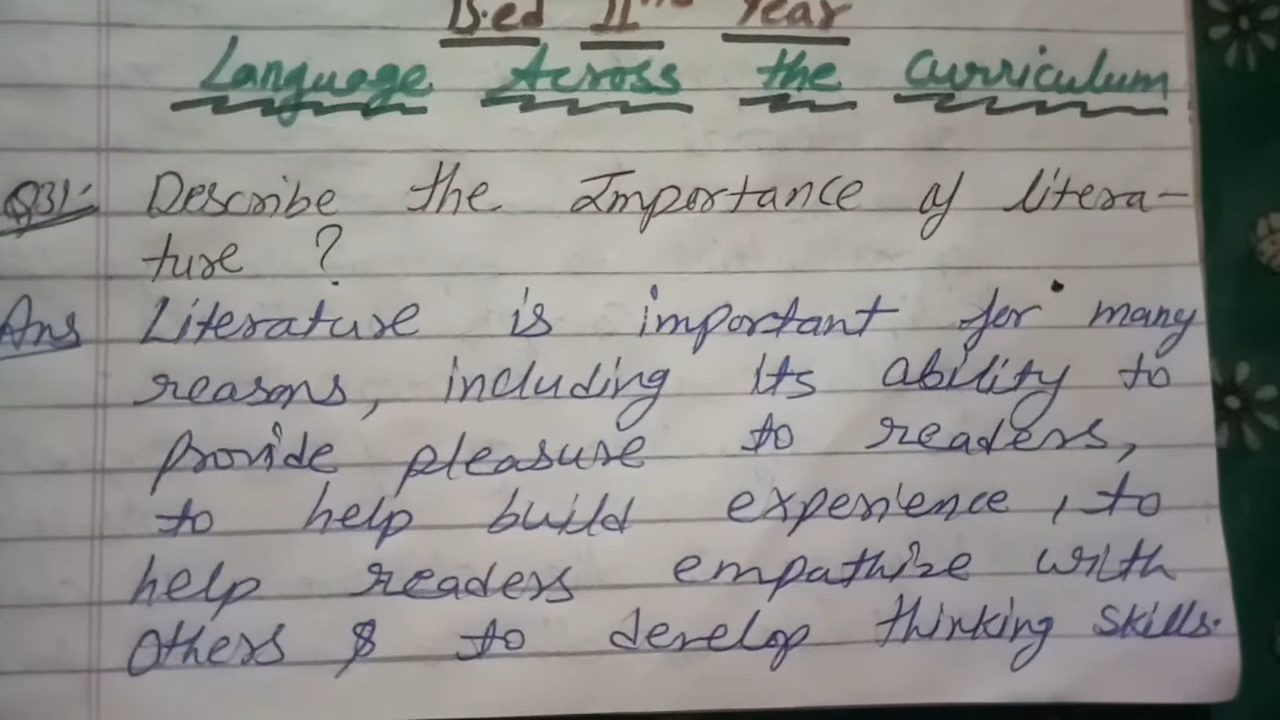 B.ed IInd Year
Language Across the Curriculum
Q31:- Describe the Importance of litera-
ture ?
Ans Literature is important for many
reasons, including its ability to
provide pleasure to readers,
to help build experience, to
help readers empathize with
others & to develop thinking skills.